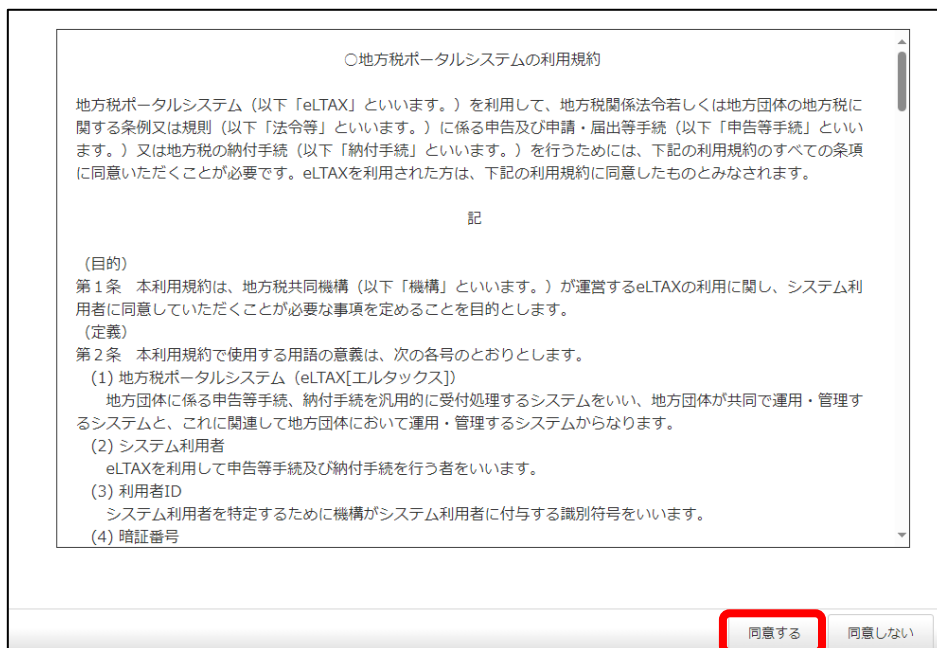 ○地方税ポータルシステムの利用規約
地方税ポータルシステム（以下「eLTAX」といいます。）を利用して、地方税関係法令若しくは地方団体の地方税に
関する条例又は規則（以下「法令等」といいます。）に係る申告及び申請・届出等手続（以下「申告等手続」といい
ます。）又は地方税の納付手続（以下「納付手続」といいます。）を行うためには、下記の利用規約のすべての条項
に同意いただくことが必要です。eLTAXを利用された方は、下記の利用規約に同意したものとみなされます。
記
（目的）
第１条　本利用規約は、地方税共同機構（以下「機構」といいます。）が運営するeLTAXの利用に関し、システム利
用者に同意していただくことが必要な事項を定めることを目的とします。
（定義）
第２条　本利用規約で使用する用語の意義は、次の各号のとおりとします。
(1) 地方税ポータルシステム（eLTAX[エルタックス]）
地方団体に係る申告等手続、納付手続を汎用的に受付処理するシステムをいい、地方団体が共同で運用・管理す
るシステムと、これに関連して地方団体において運用・管理するシステムからなります。
(2) システム利用者
eLTAXを利用して申告等手続及び納付手続を行う者をいいます。
(3) 利用者ID
システム利用者を特定するために機構がシステム利用者に付与する識別符号をいいます。
(4) 暗証番号
同意する
同意しない